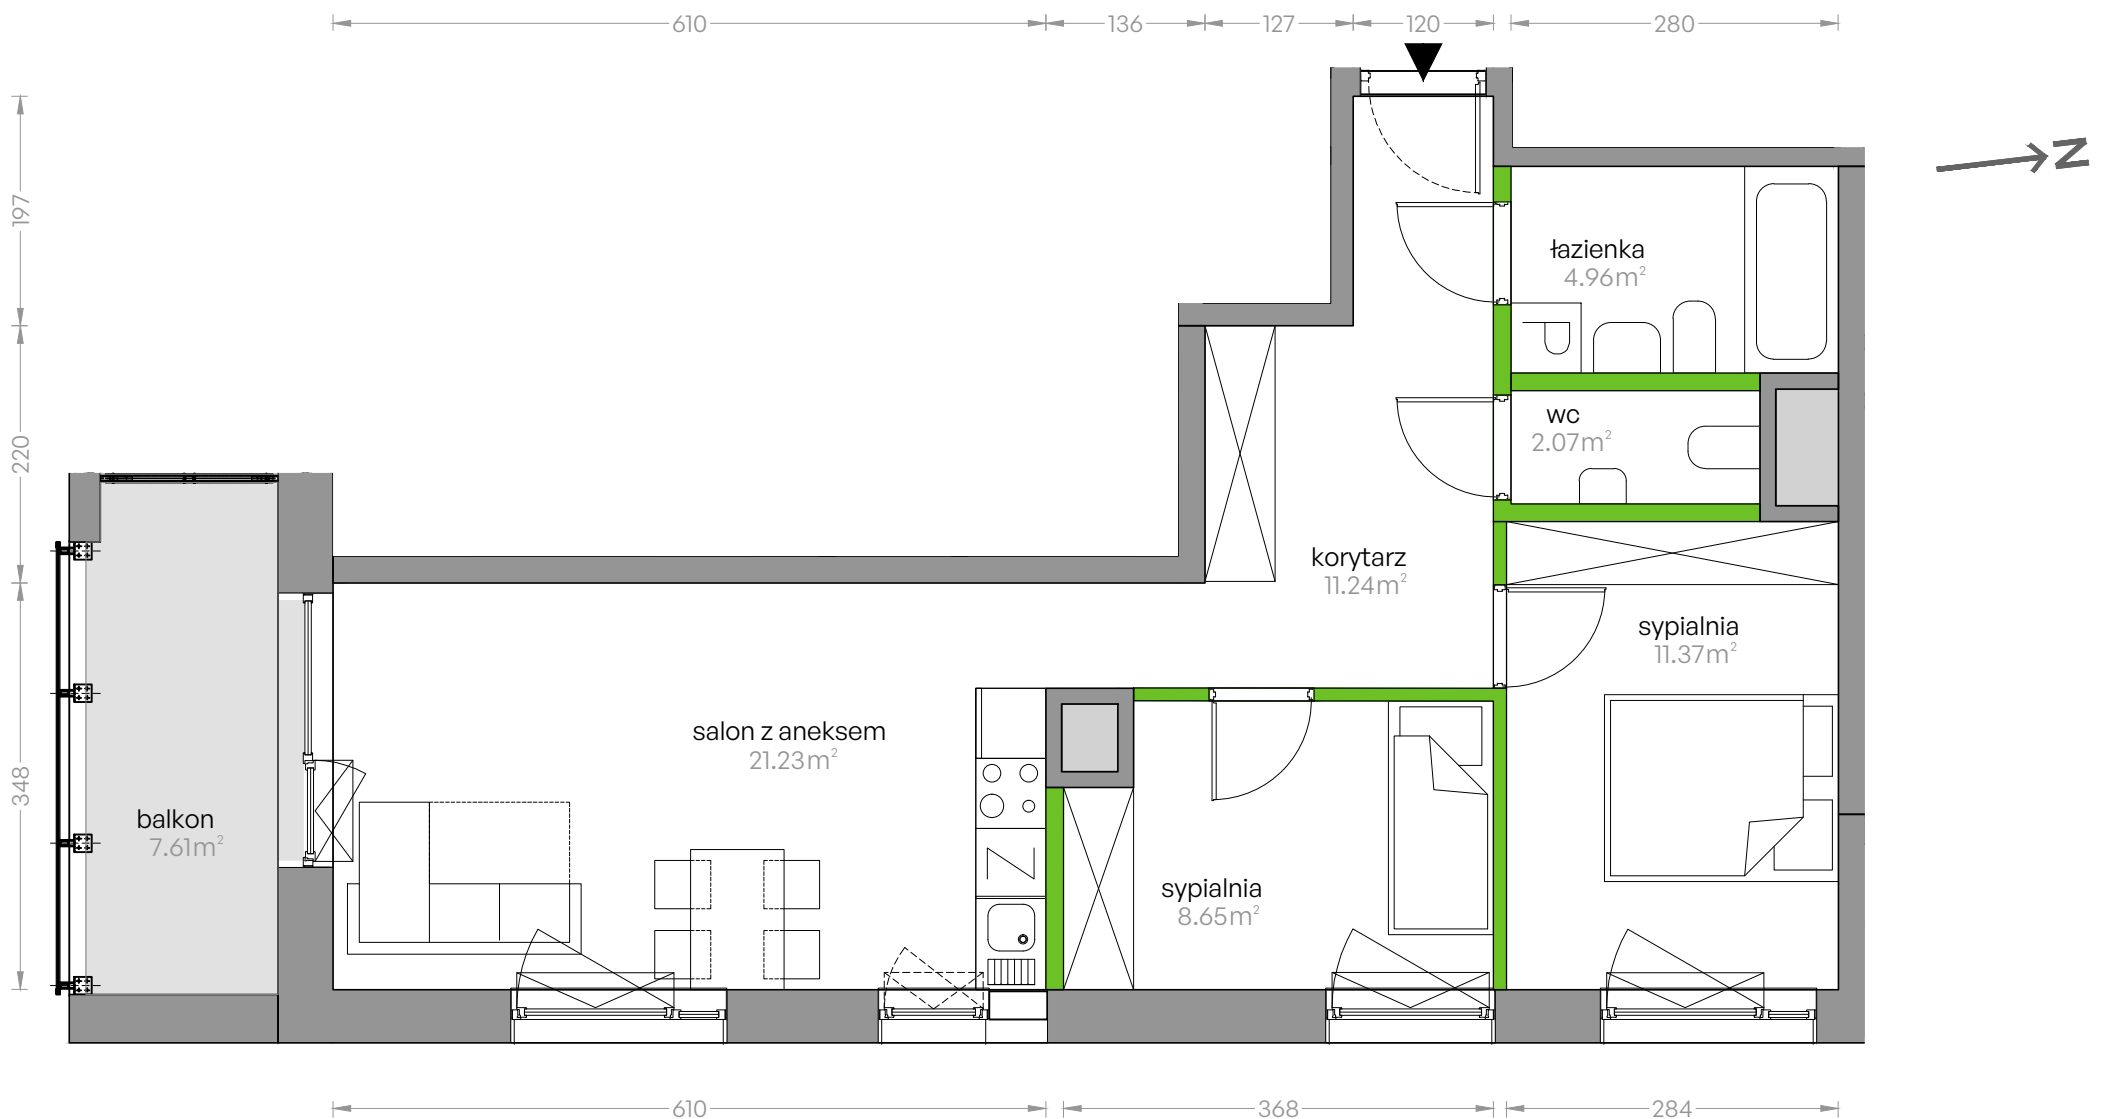 610
136
127
120
280
N
197
220
348
łazienka
4.96m²
wc
2.07m²
korytarz
11.24m²
sypialnia
11.37m²
salon z aneksem
21.23m²
balkon
7.61m²
sypialnia
8.65m²
610
368
284